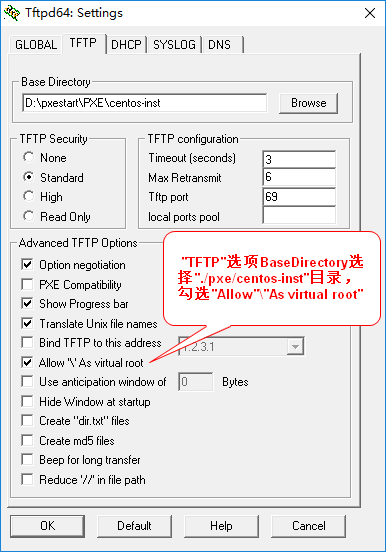 Tftpd64: Settings
GLOBAL TFTP DHCP SYSLOG DNS
Base Directory
D:\pxestart\PXE\centos-inst Browse
TFTP Security
None
Standard
High
Read Only
TFTP configuration
Timeout (seconds) 3
Max Retransmit 6
Tftp port 69
local ports pool
Advanced TFTP Options
Option negotiation
PXE Compatibility
Show Progress bar
Translate Unix file names
Bind TFTP to this address 1.2.3.1
Allow '\' As virtual root
Use anticipation window of 0 Bytes
Hide Window at startup
Create "dir.txt" files
Create md5 files
Beep for long transfer
Reduce '//' in file path
"TFTP"选项BaseDirectory选
择"./pxe/centos-inst"目录，
勾选"Allow"\"As virtual root"
OK Default Help Cancel